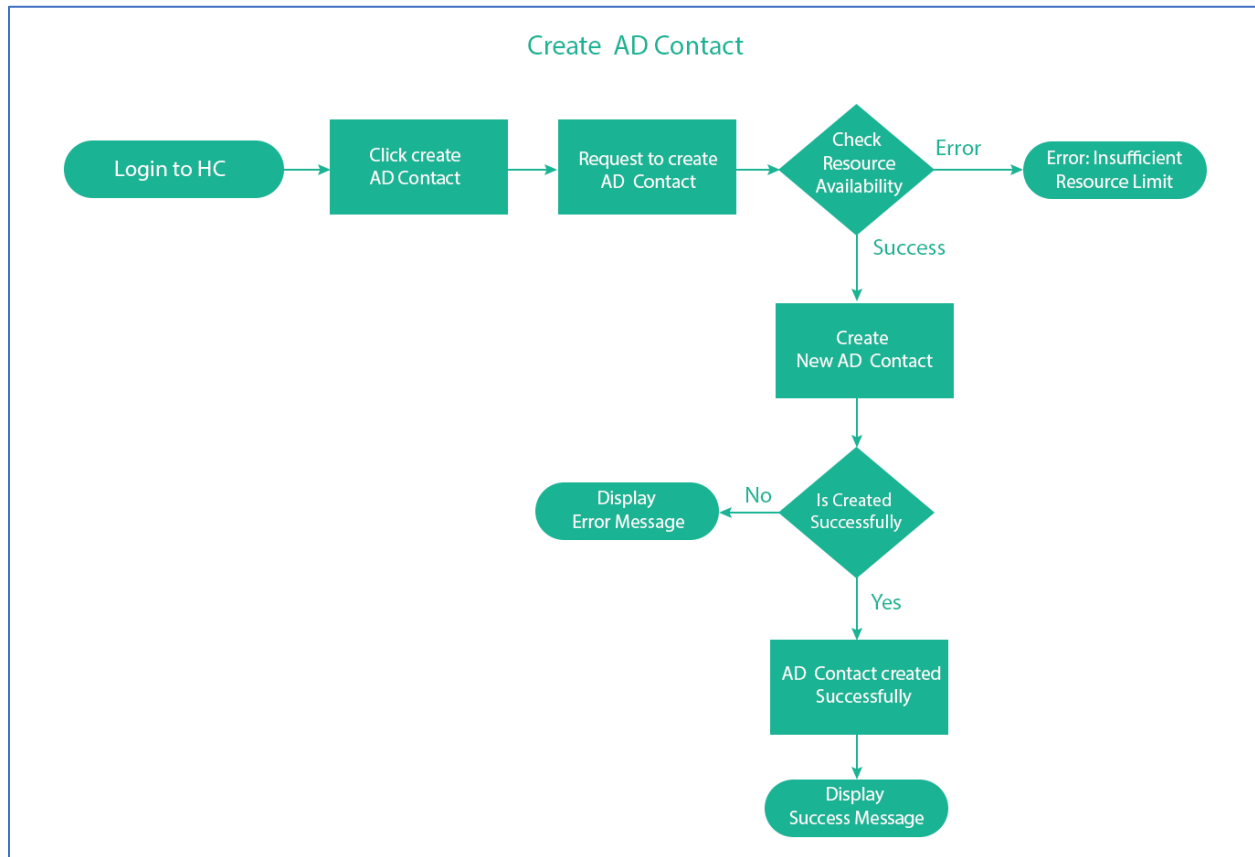 Create AD Contact
Login to HC
Click create
AD Contact
Request to create
AD Contact
Check
Resource
Availability
Error
Error: Insufficient
Resource Limit
Success
Create
New AD Contact
Is Created
Successfully
No
Display
Error Message
Yes
AD Contact created
Successfully
Display
Success Message